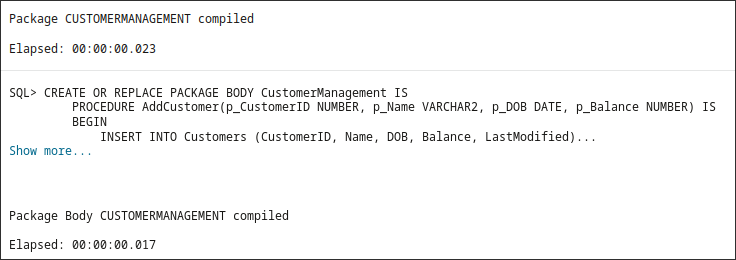 Package CUSTOMERMANAGEMENT compiled
Elapsed: 00:00:00.023
SQL> CREATE OR REPLACE PACKAGE BODY CustomerManagement IS
PROCEDURE AddCustomer(p_CustomerID NUMBER, p_Name VARCHAR2, p_DOB DATE, p_Balance NUMBER) IS
BEGIN
INSERT INTO Customers (CustomerID, Name, DOB, Balance, LastModified)...
Show more...
Package Body CUSTOMERMANAGEMENT compiled
Elapsed: 00:00:00.017